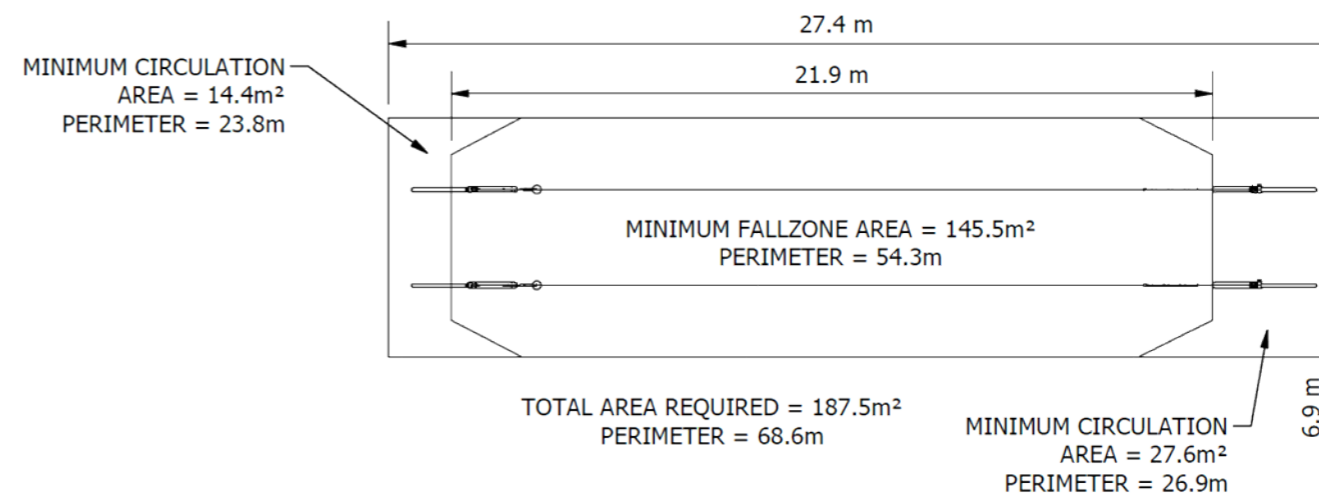 27.4 m
21.9 m
MINIMUM CIRCULATION
AREA = 14.4m²
PERIMETER = 23.8m
MINIMUM FALLZONE AREA = 145.5m²
PERIMETER = 54.3m
TOTAL AREA REQUIRED = 187.5m²
PERIMETER = 68.6m
MINIMUM CIRCULATION
AREA = 27.6m²
PERIMETER = 26.9m
6.9 m